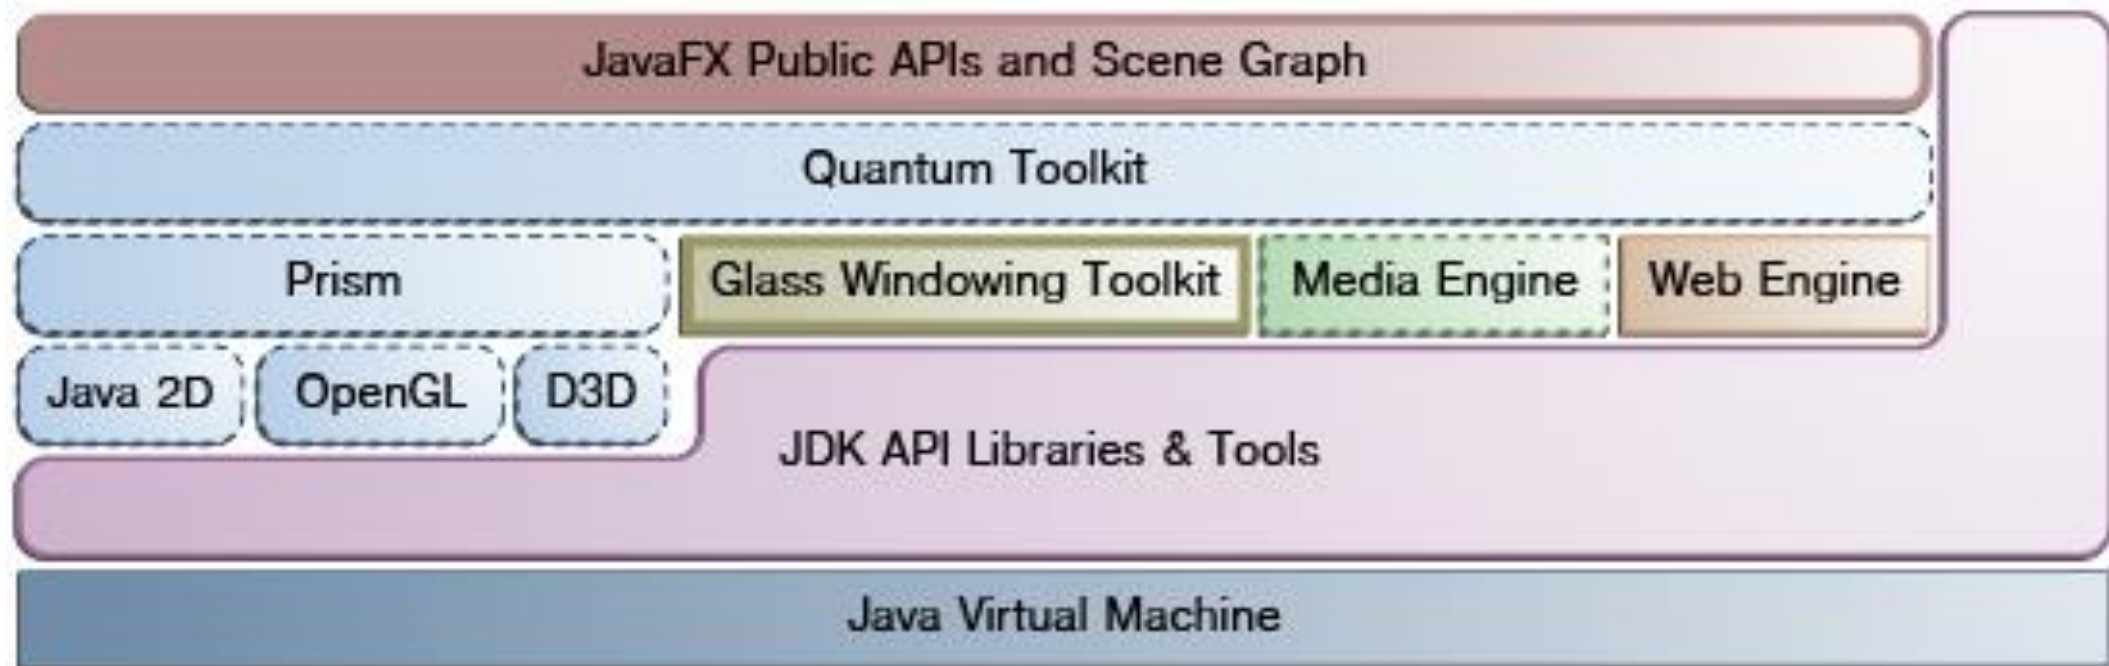 JavaFX Public APIs and Scene Graph
Quantum Toolkit
Prism
Glass Windowing Toolkit
Media Engine
Web Engine
Java 2D
OpenGL
D3D
JDK API Libraries & Tools
Java Virtual Machine